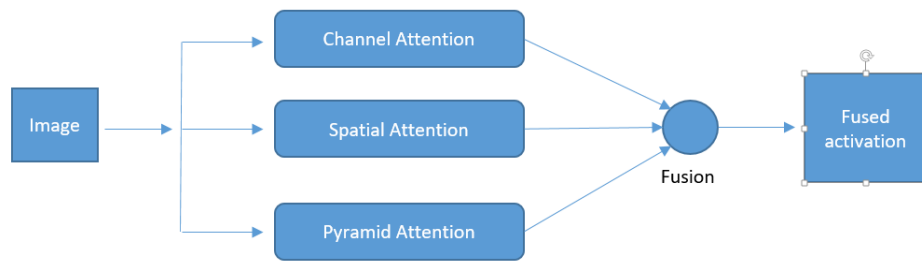 Channel Attention
Image
Spatial Attention
Fusion
Pyramid Attention
Fused
activation